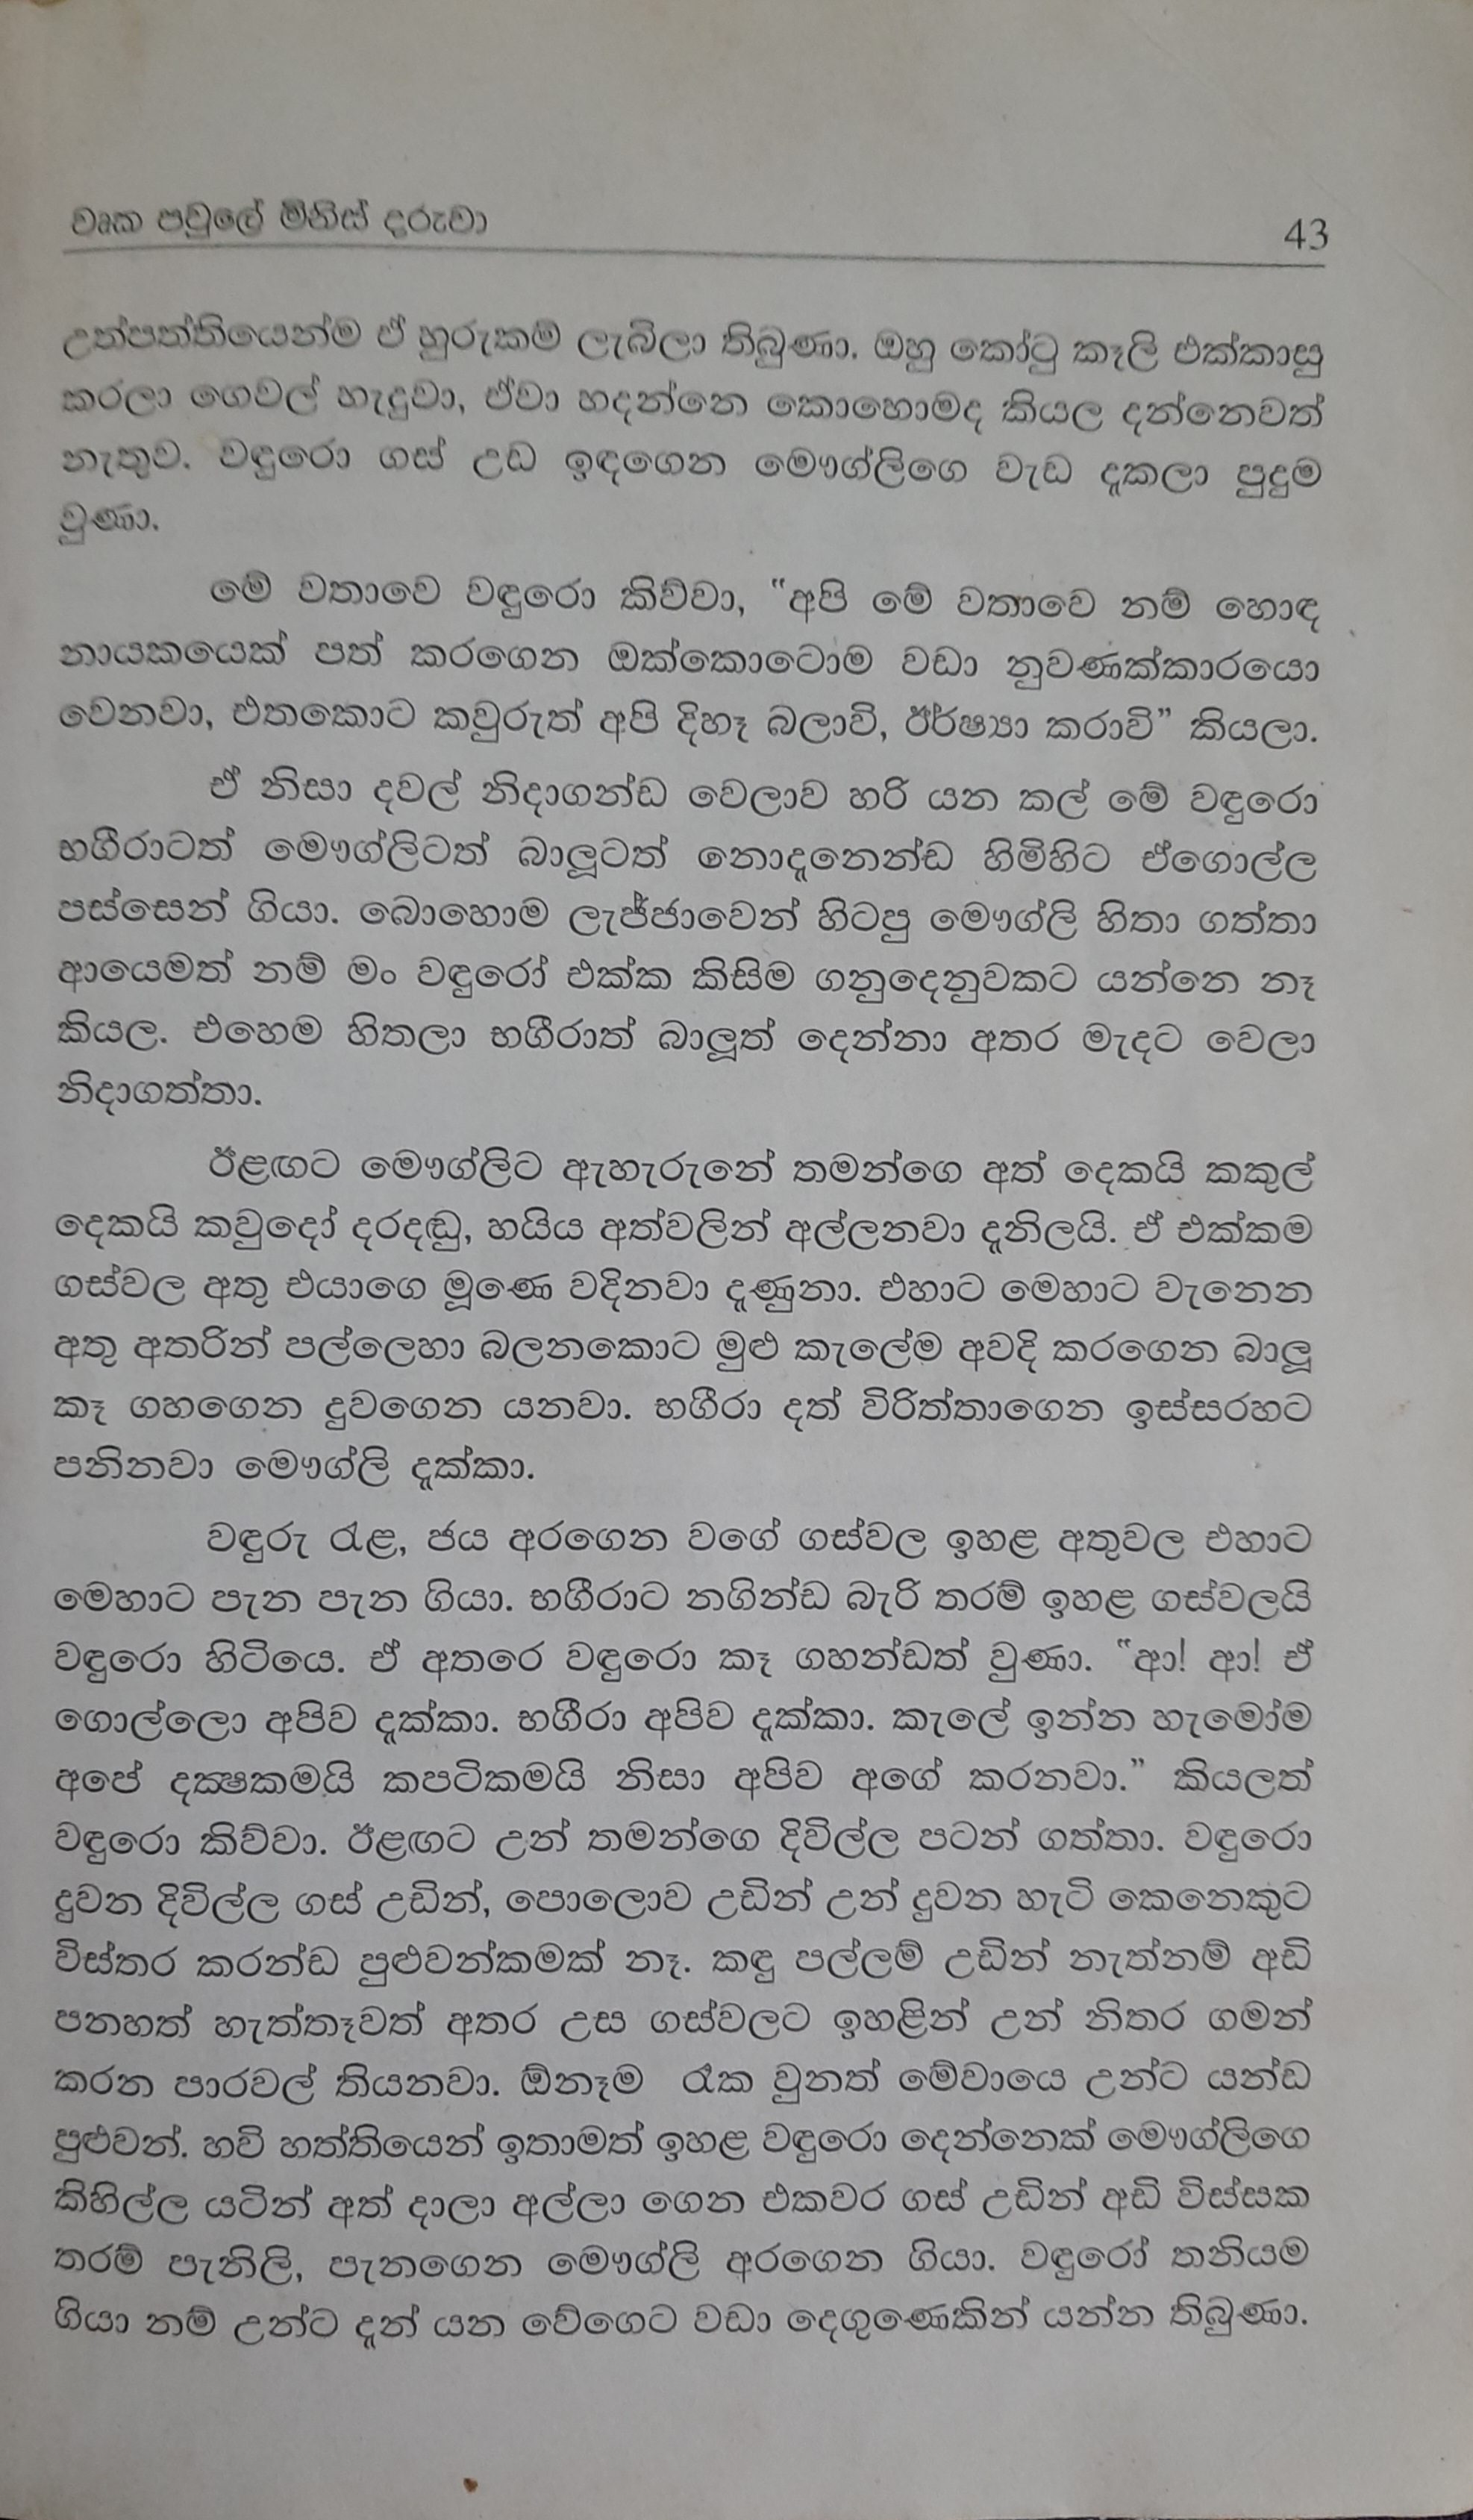 වෘක පවුලේ මිනිස් දරුවා
43
උත්පත්තියෙන්ම ඒ හුරුකම ලැබිලා තිබුණා. ඔහු කෝටු කෑලි එක්කාසු
කරලා ගෙවල් හැදුවා, ඒවා හදන්නෙ කොහොමද කියල දන්නෙවත්
නැතුව. වඳුරො ගස් උඩ ඉඳගෙන මෞග්ලිගෙ වැඩ දැකලා පුදුම
වුණා.
මේ වතාවෙ වඳුරො කිව්වා, “අපි මේ වතාවෙ නම් හොඳ
නායකයෙක් පත් කරගෙන ඔක්කොටොම වඩා නුවණක්කාරයො
වෙනවා, එතකොට කවුරුත් අපි දිහෑ බලාවි, ඊර්ෂ්‍යා කරාවි” කියලා.
ඒ නිසා දවල් නිදාගන්ඩ වෙලාව හරි යන කල් මේ වඳුරො
භගීරාටත් මෞග්ලිටත් බාලූටත් නොදැනෙන්ඩ හිමිහිට ඒගොල්ල
පස්සෙන් ගියා. බොහොම ලැජ්ජාවෙන් හිටපු මෞග්ලි හිතා ගත්තා
ආයෙමත් නම් මං වඳුරෝ එක්ක කිසිම ගනුදෙනුවකට යන්නෙ නෑ
කියල. එහෙම හිතලා භගීරාත් බාලූත් දෙන්නා අතර මැදට වෙලා
නිදාගත්තා.
ඊළඟට මෞග්ලිට ඇහැරුනේ තමන්ගෙ අත් දෙකයි කකුල්
දෙකයි කවුදෝ දරදඬු, හයිය අත්වලින් අල්ලනවා දැනිලයි. ඒ එක්කම
ගස්වල අතු එයාගෙ මූණෙ වදිනවා දැණුනා. එහාට මෙහාට වැනෙන
අතු අතරින් පල්ලෙහා බලනකොට මුළු කැලේම අවදි කරගෙන බාලූ
කෑ ගහගෙන දුවගෙන යනවා. භගීරා දත් විරිත්තාගෙන ඉස්සරහට
පනිනවා මෞග්ලි දැක්කා.
වඳුරු රැළ, ජය අරගෙන වගේ ගස්වල ඉහළ අතුවල එහාට
මෙහාට පැන පැන ගියා. භගීරාට නගින්ඩ බැරි තරම් ඉහළ ගස්වලයි
වඳුරො හිටියෙ. ඒ අතරෙ වඳුරො කෑ ගහන්ඩත් වුණා. “ආ! ආ! ඒ
ගොල්ලො අපිව දැක්කා. භගීරා අපිව දැක්කා. කැලේ ඉන්න හැමෝම
අපේ දක්‍ෂකමයි කපටිකමයි නිසා අපිව අගේ කරනවා.” කියලත්
වඳුරො කිව්වා. ඊළඟට උන් තමන්ගෙ දිවිල්ල පටන් ගත්තා. වඳුරො
දුවන දිවිල්ල ගස් උඩින්, පොලොව උඩින් උන් දුවන හැටි කෙනෙකුට
විස්තර කරන්ඩ පුළුවන්කමක් නෑ. කඳු පල්ලම් උඩින් නැත්නම් අඩි
පනහත් හැත්තෑවත් අතර උස ගස්වලට ඉහළින් උන් නිතර ගමන්
කරන පාරවල් තියනවා. ඕනෑම රෑක වුනත් මේවායෙ උන්ට යන්ඩ
පුළුවන්. හවි හත්තියෙන් ඉතාමත් ඉහළ වඳුරො දෙන්නෙක් මෞග්ලිගෙ
කිහිල්ල යටින් අත් දාලා අල්ලා ගෙන එකවර ගස් උඩින් අඩි විස්සක
තරම් පැනිලි, පැනගෙන මෞග්ලි අරගෙන ගියා. වඳුරෝ තනියම
ගියා නම් උන්ට දැන් යන වේගෙට වඩා දෙගුණෙකින් යන්න තිබුණා.